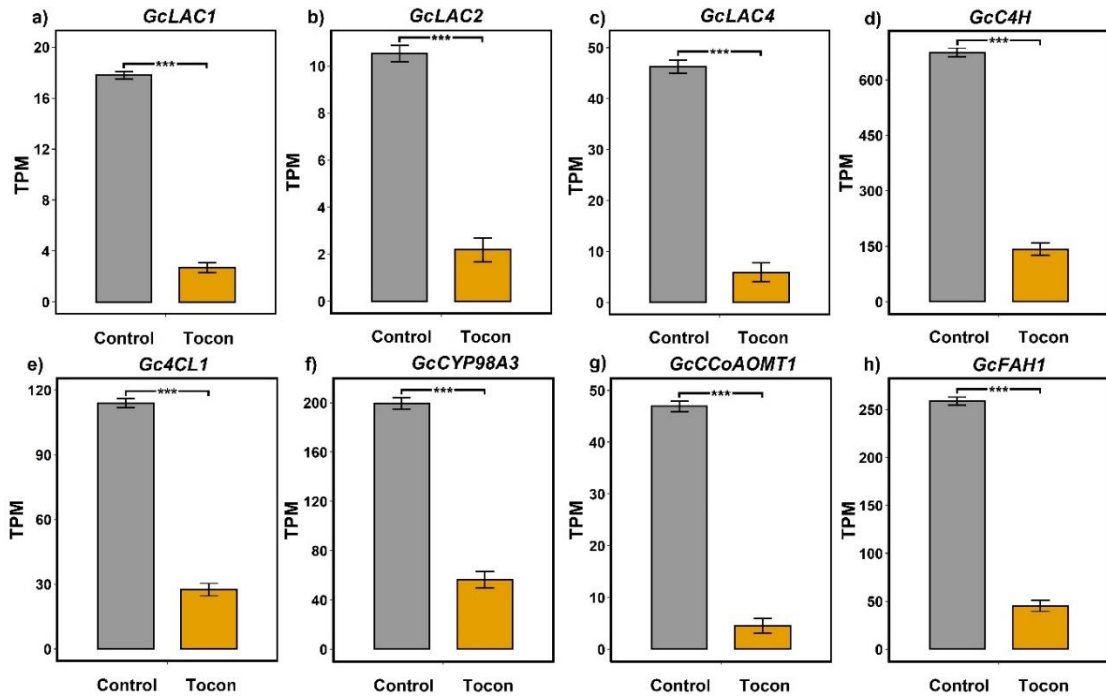 a) GcLAC1
TPM
20
16
12
8
4
0
***
Control Tocon
b) GcLAC2
TPM
10
8
6
4
2
0
***
Control Tocon
c) GcLAC4
TPM
50
40
30
20
10
0
***
Control Tocon
d) GcC4H
TPM
600
450
300
150
0
***
Control Tocon
e) Gc4CL1
TPM
120
90
60
30
0
***
Control Tocon
f) GcCYP98A3
TPM
200
160
120
80
40
0
***
Control Tocon
g) GcCCoAOMT1
TPM
50
40
30
20
10
0
***
Control Tocon
h) GcFAH1
TPM
250
200
150
100
50
0
***
Control Tocon